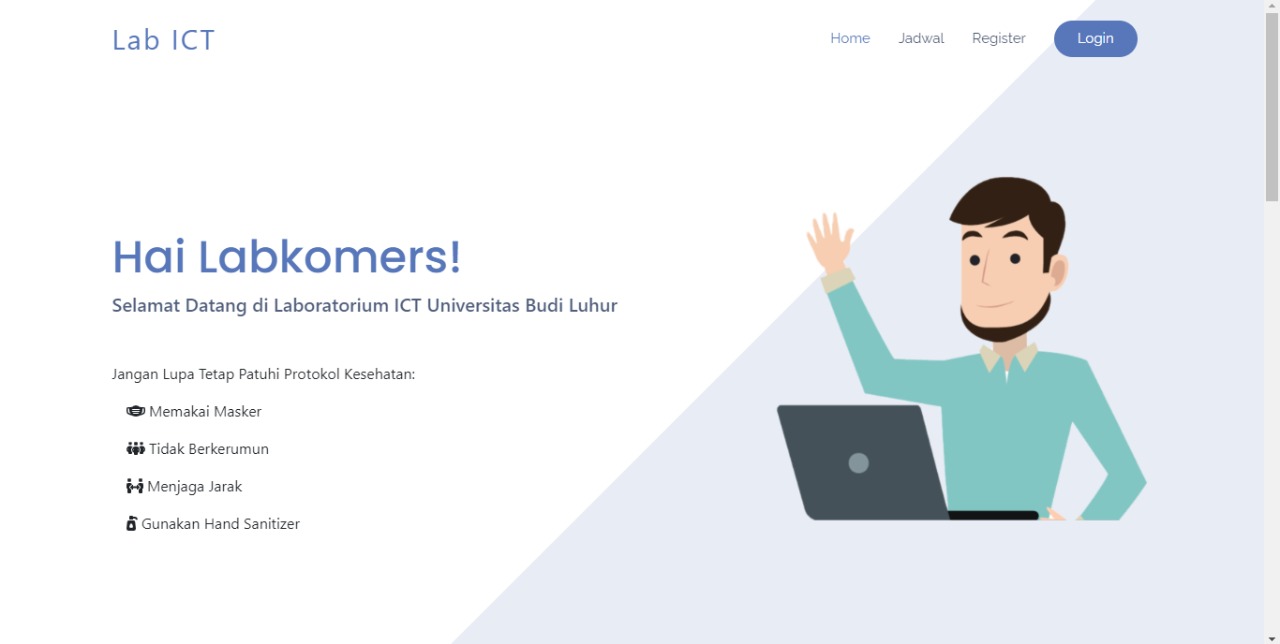 Lab ICT
Home Jadwal Register Login
Hai Labkomers!
Selamat Datang di Laboratorium ICT Universitas Budi Luhur
Jangan Lupa Tetap Patuhi Protokol Kesehatan:
Memakai Masker
Tidak Berkerumun
Menjaga Jarak
Gunakan Hand Sanitizer